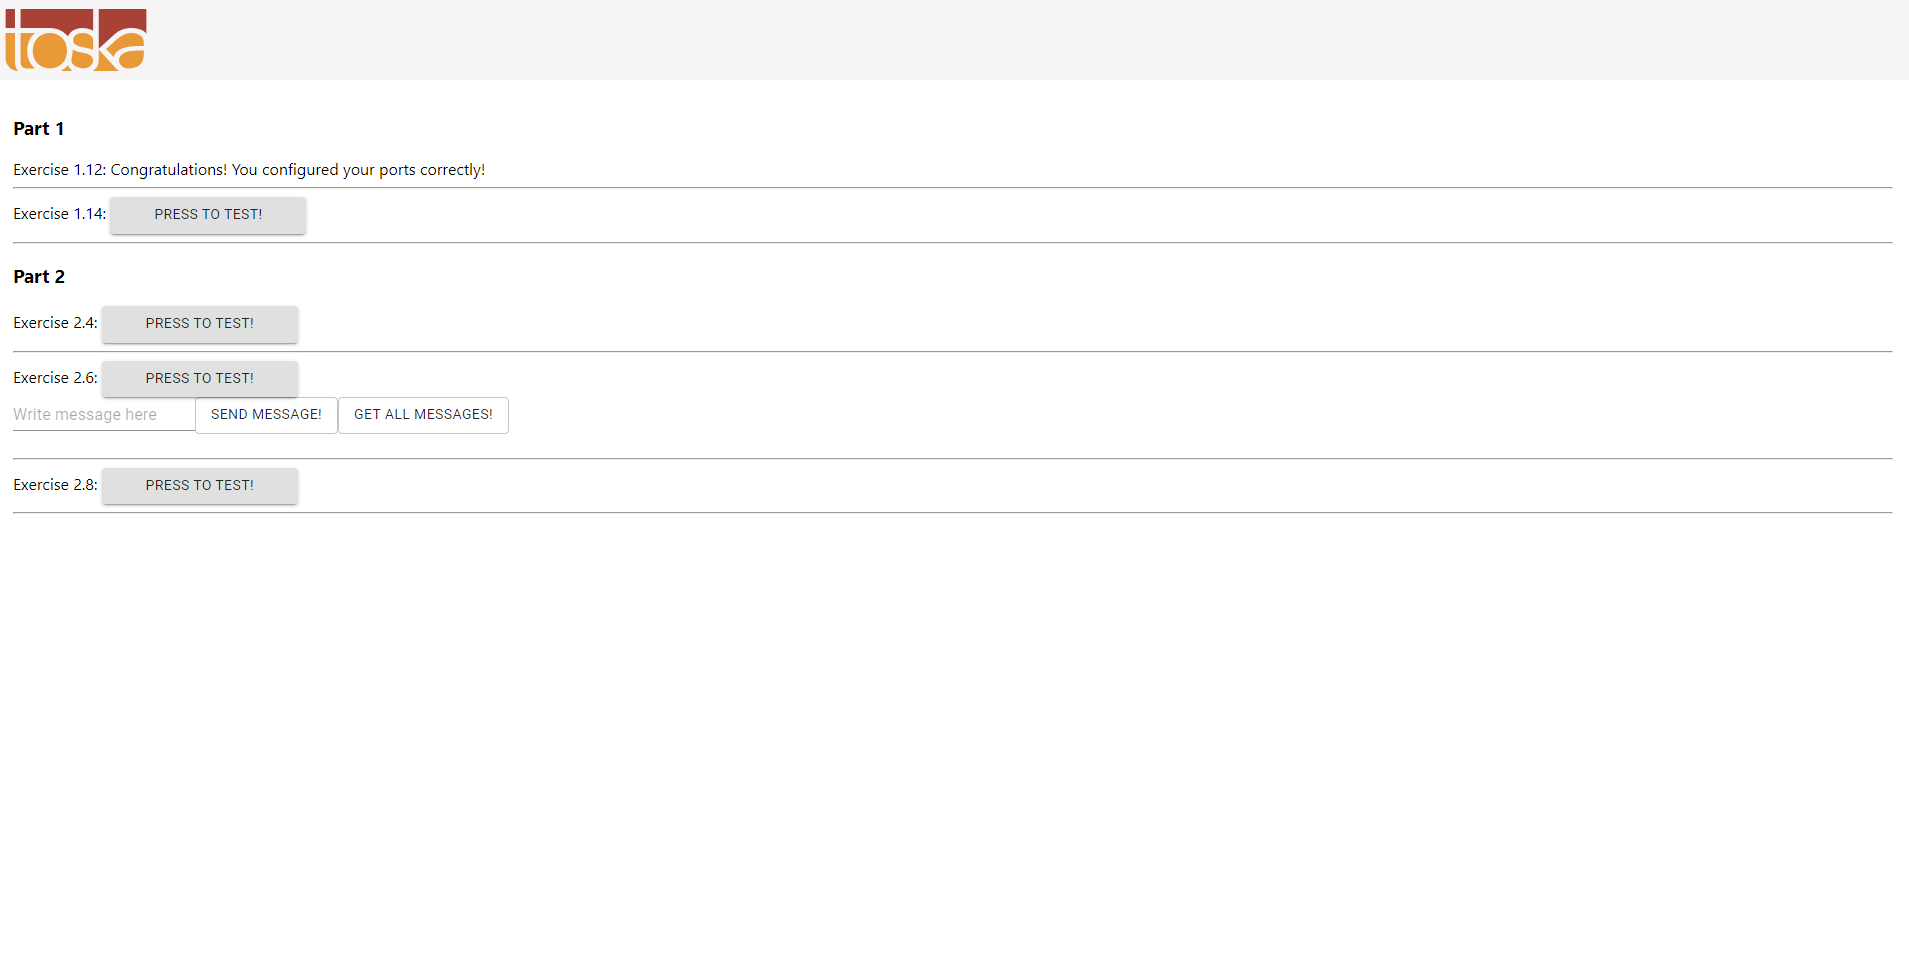 toska
Part 1
Exercise 1.12: Congratulations! You configured your ports correctly!
Exercise 1.14: PRESS TO TEST!
Part 2
Exercise 2.4: PRESS TO TEST!
Exercise 2.6: PRESS TO TEST!
Write message here SEND MESSAGE! GET ALL MESSAGES!
Exercise 2.8: PRESS TO TEST!